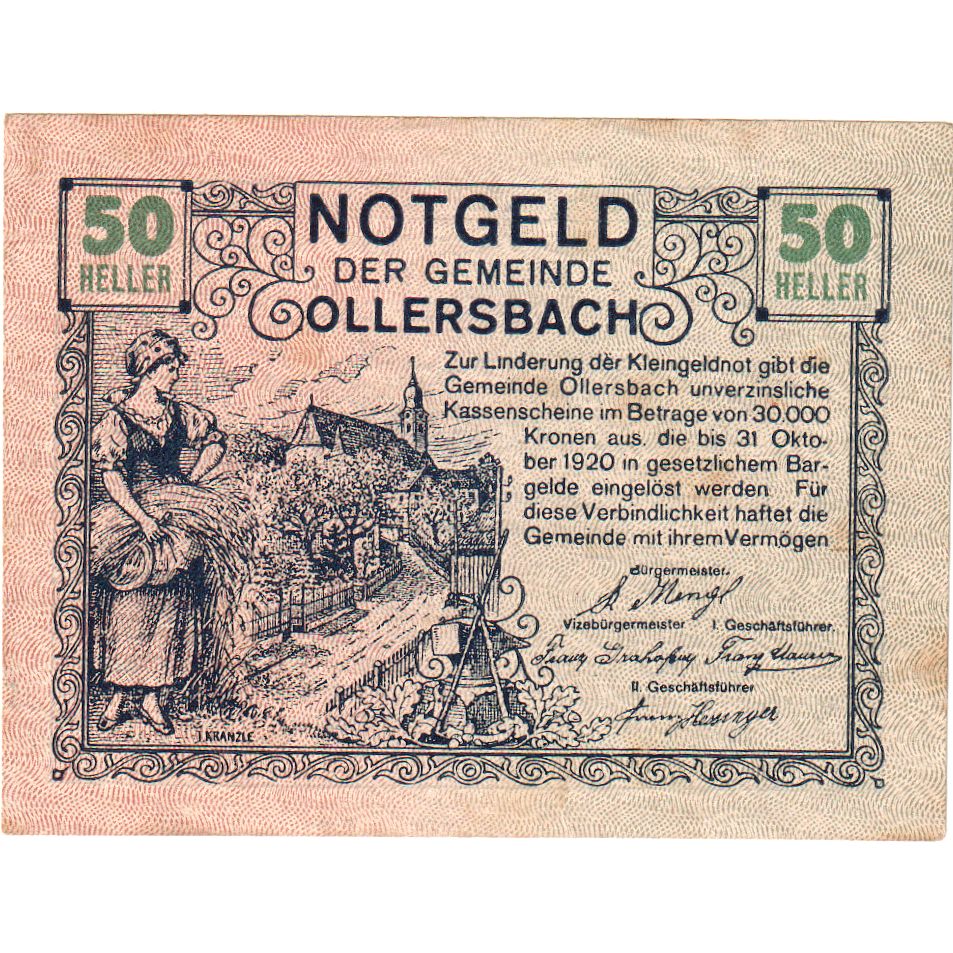 50
HELLER
NOTGELD
DER GEMEINDE
OLLERSBACH
50
HELLER
Zur Linderung der Kleingeldnot gibt die
Gemeinde Ollersbach unverzinsliche
Kassenscheine im Betrage von 30.000
Kronen aus, die bis 31 Okto-
ber 1920 in gesetzlichem Bar-
gelde eingelöst werden Für
diese Verbindlichkeit haftet die
Gemeinde mit ihrem Vermögen
Bürgermeister.
Vizebürgermeister I. Geschäftsführer.
Franz Franz
II. Geschäftsführer
I. KRANZLE